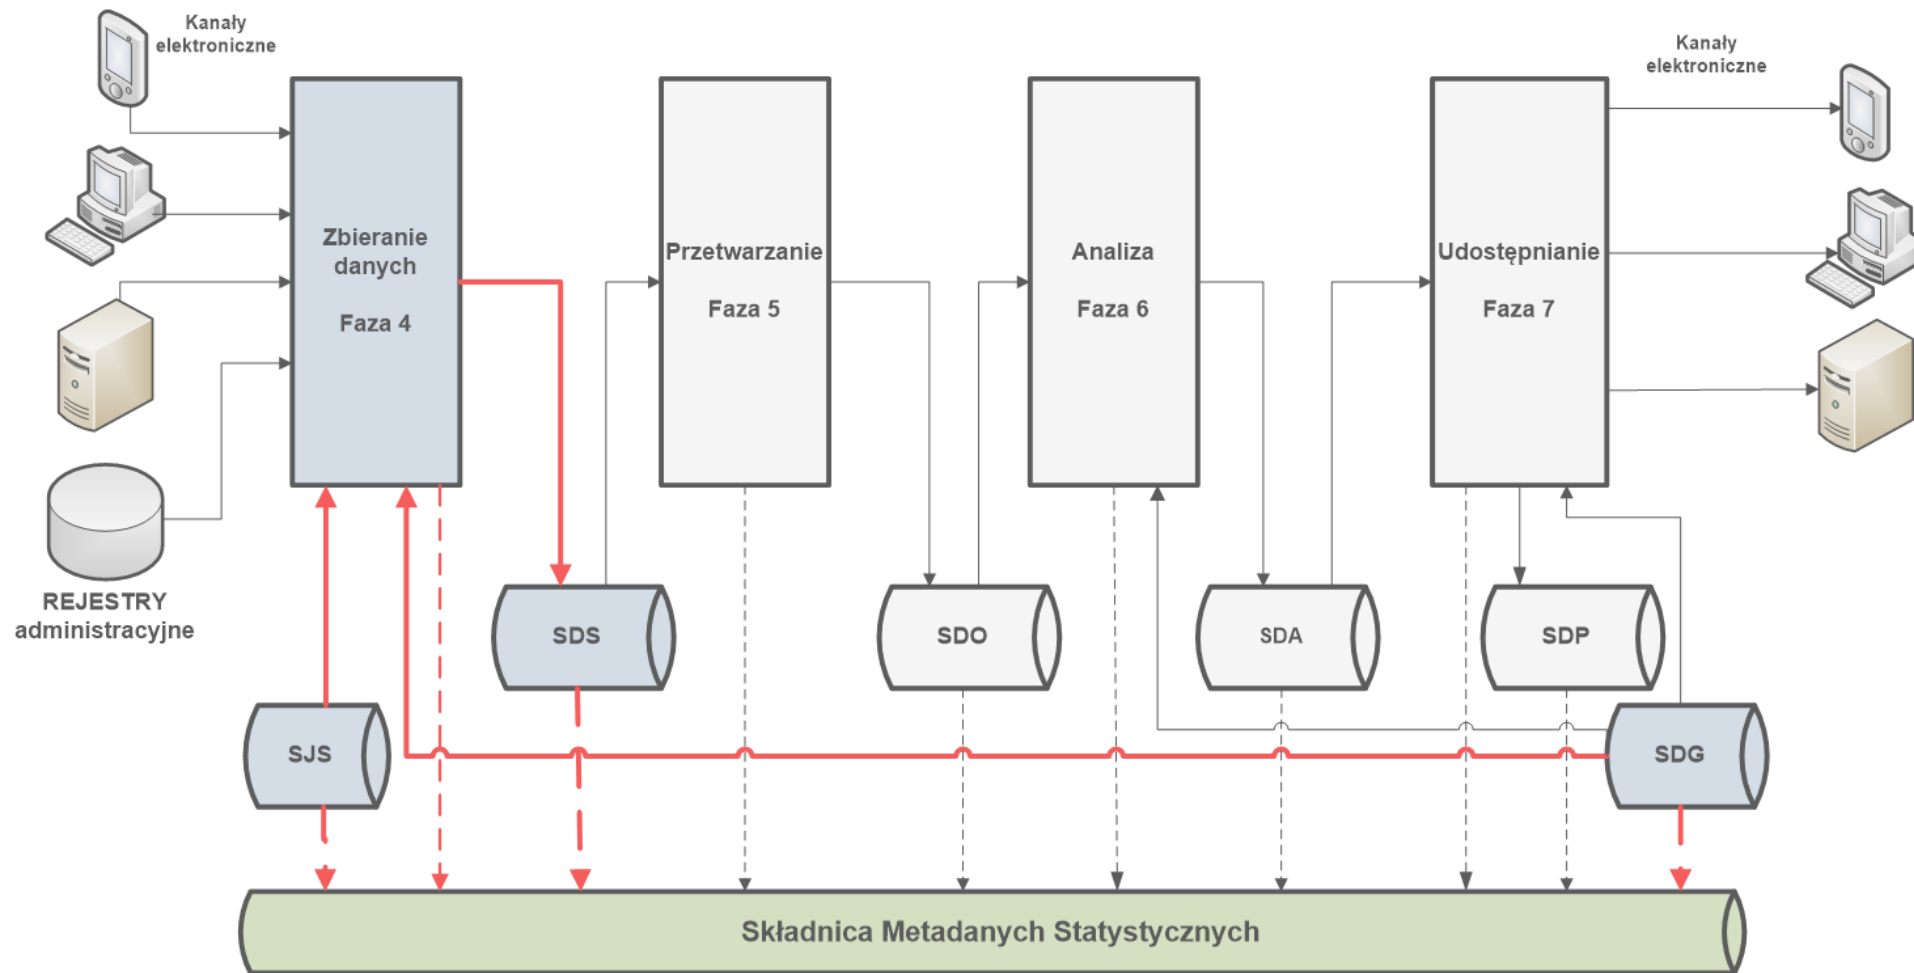 Kanały
elektroniczne
Kanały
elektroniczne
Zbieranie
danych
Faza 4
Przetwarzanie
Faza 5
Analiza
Faza 6
Udostępnianie
Faza 7
REJESTRY
administracyjne
SDS
SDO
SDA
SDP
SJS
SDG
Składnica Metadanych Statystycznych